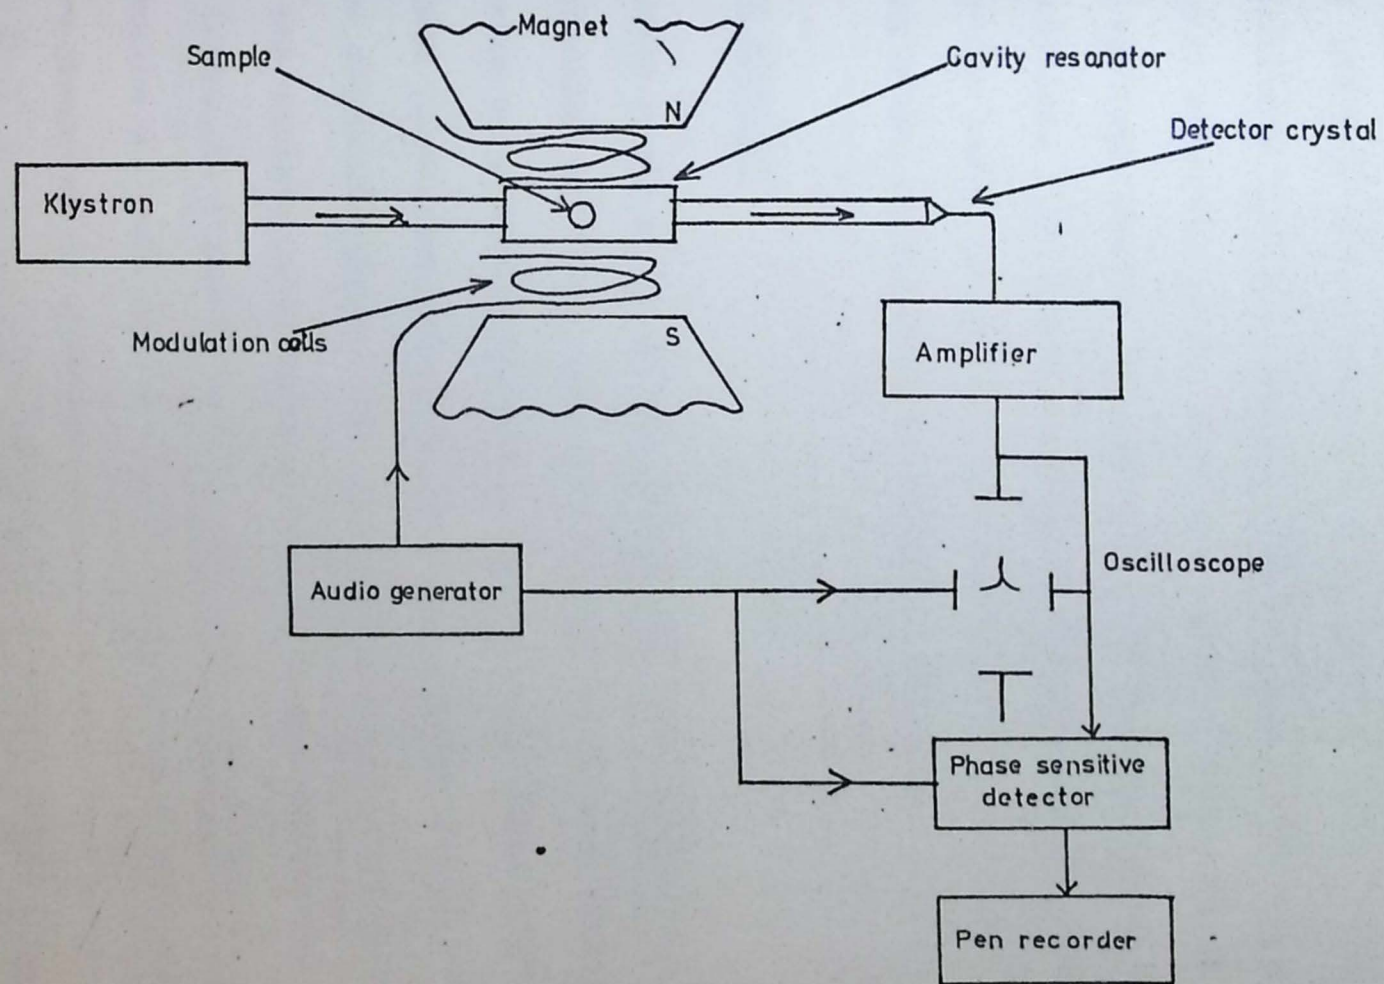 Magnet
Sample
Cavity resonator
N
Detector crystal
Klystron
S
Modulation coils
Amplifier
Oscilloscope
Audio generator
Phase sensitive
detector
Pen recorder